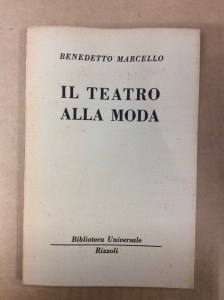 BENEDETTO MARCELLO
IL TEATRO
ALLA MODA
Biblioteca Universale
Rizzoli